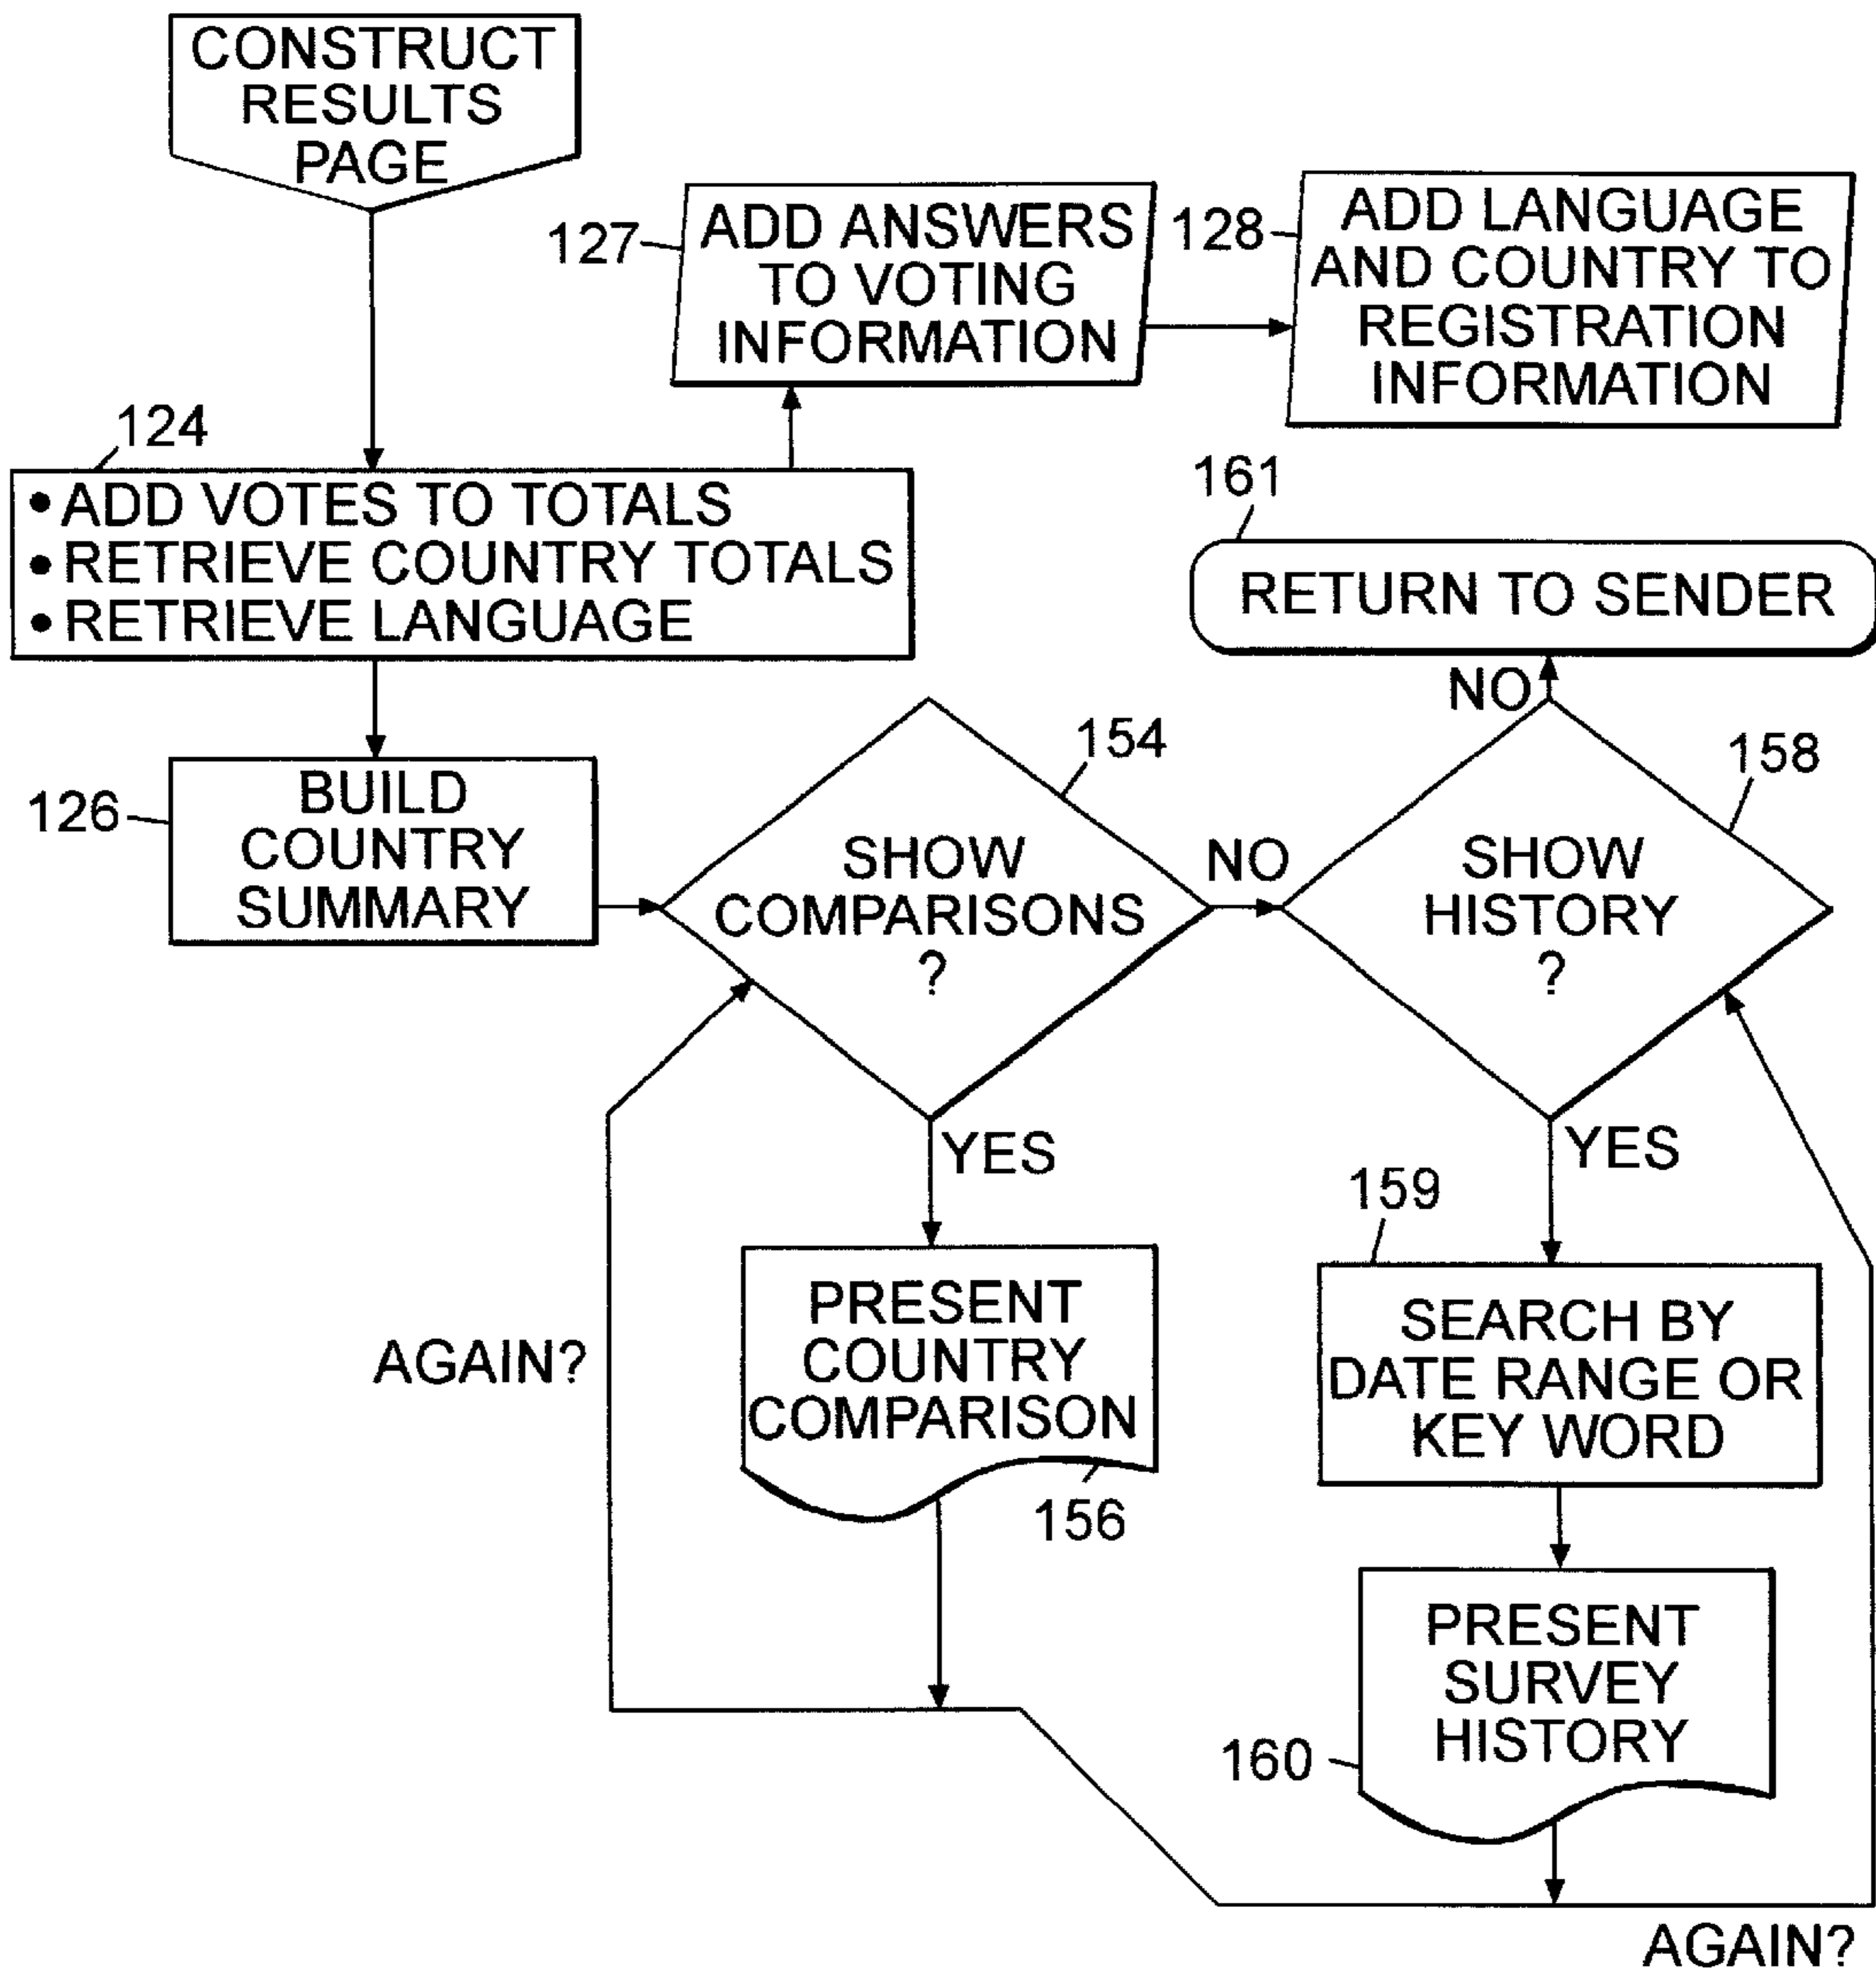 CONSTRUCT
RESULTS
PAGE
127
ADD ANSWERS
TO VOTING
INFORMATION
128
ADD LANGUAGE
AND COUNTRY TO
REGISTRATION
INFORMATION
124
• ADD VOTES TO TOTALS
• RETRIEVE COUNTRY TOTALS
• RETRIEVE LANGUAGE
161
RETURN TO SENDER
NO
126
BUILD
COUNTRY
SUMMARY
154
SHOW
COMPARISONS
?
NO
158
SHOW
HISTORY
?
YES
YES
AGAIN?
PRESENT
COUNTRY
COMPARISON
156
159
SEARCH BY
DATE RANGE OR
KEY WORD
PRESENT
SURVEY
HISTORY
160
AGAIN?